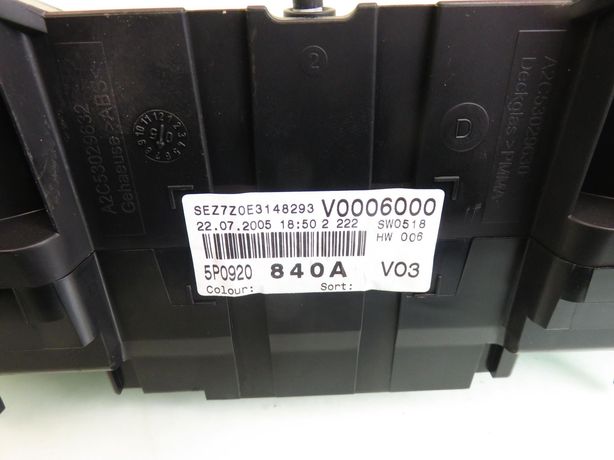 A2C53029632
Gehaeuse >ABS<
2
D
A2C53029630
Deckglas >PMMA<
SEZ7Z0E3148293 V0006000
22.07.2005 18:50 2 222 SW0518
HW 006
5P0920 840A V03
Colour: Sort: